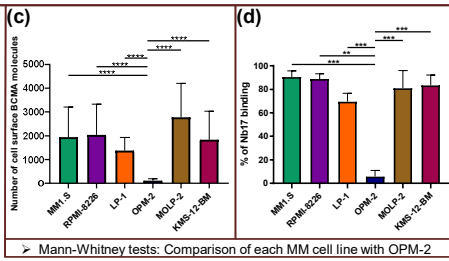 (c)
Number of cell surface BCMA molecules
5000
4000
3000
2000
1000
0
****
****
****
****
****
MM1.S
RPMI-8226
LP-1
OPM-2
MOLP-2
KMS-12-BM
(d)
% of Nb17 binding
100
80
60
40
20
0
***
**
***
***
***
MM1.S
RPMI-8226
LP-1
OPM-2
MOLP-2
KMS-12-BM
➢ Mann-Whitney tests: Comparison of each MM cell line with OPM-2